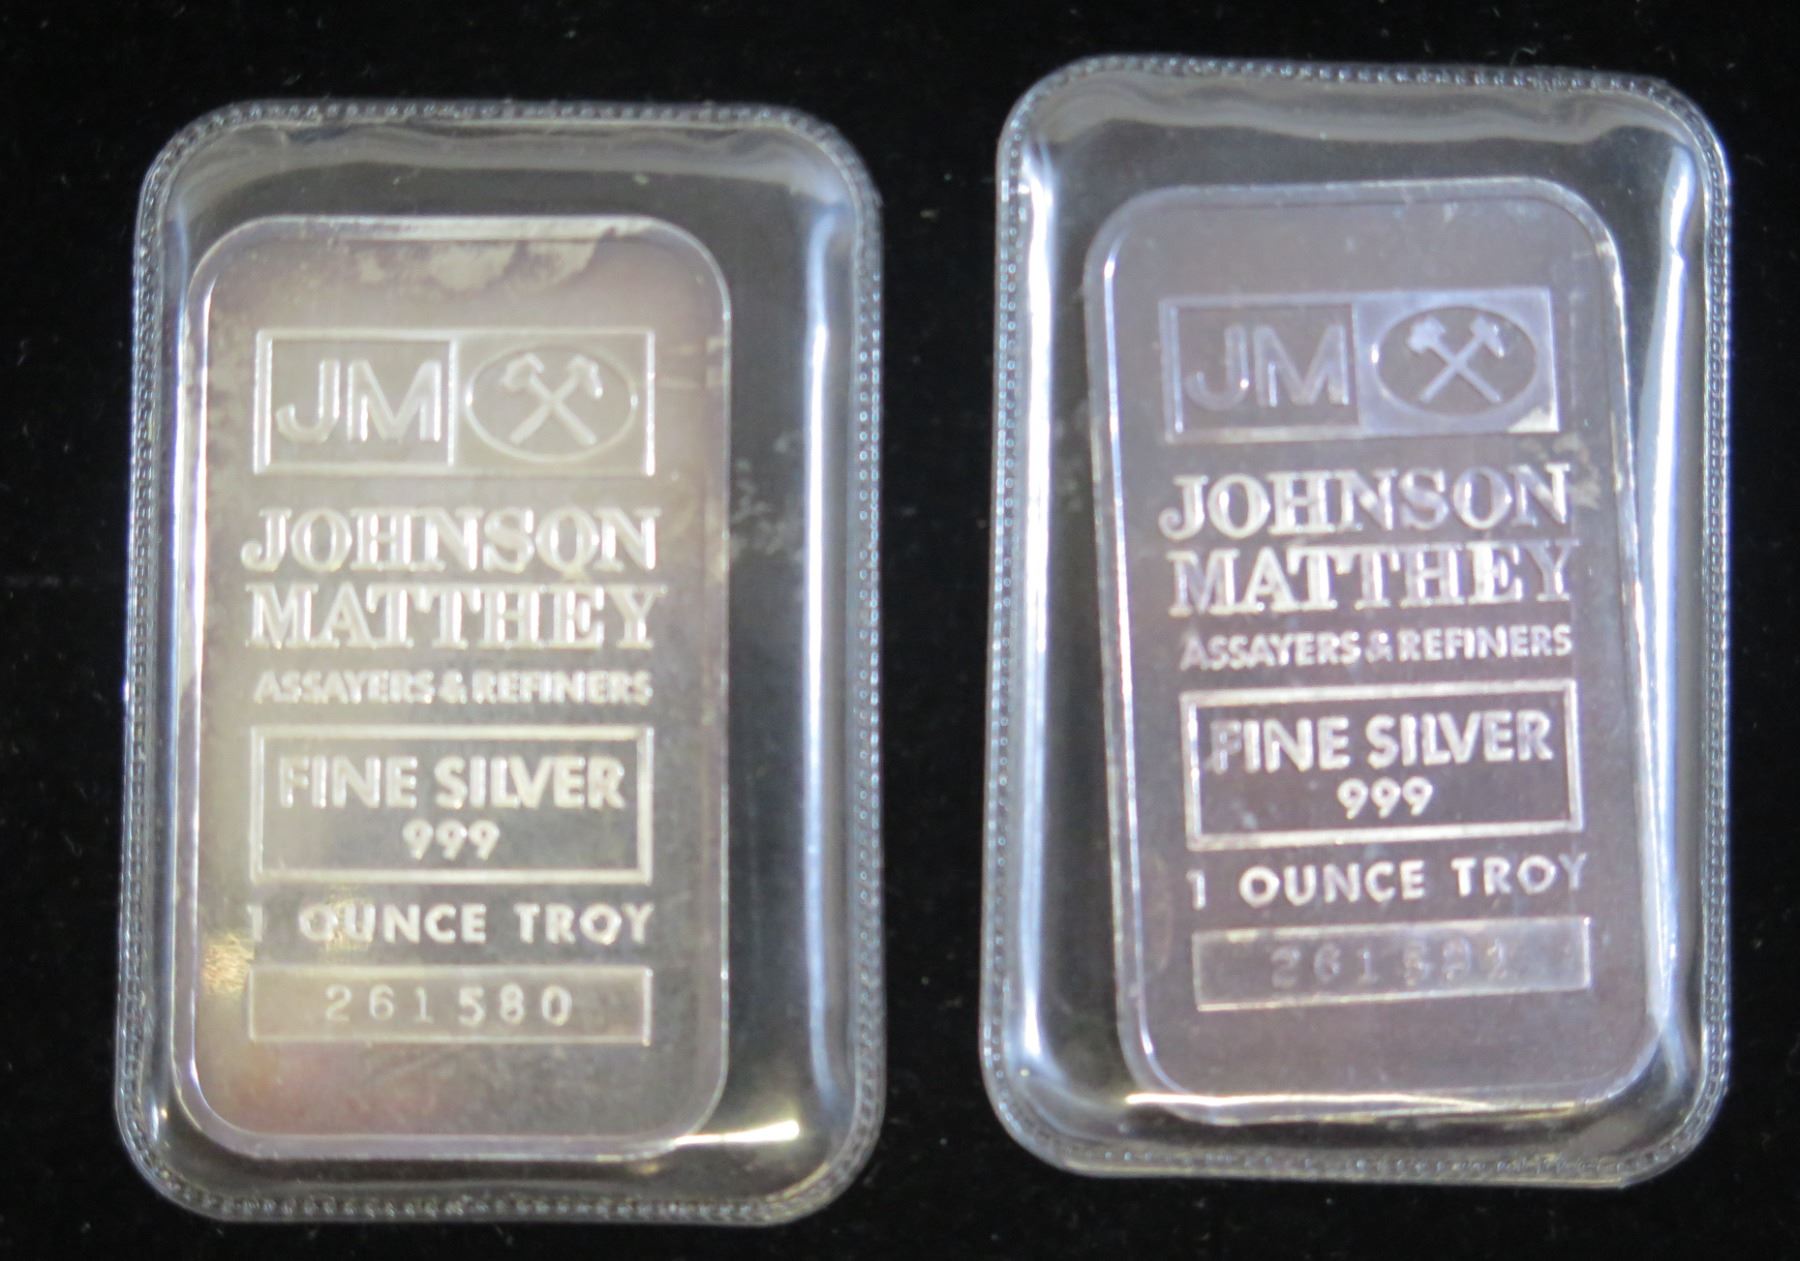 JM
JOHNSON
MATTHEY
ASSAYERS & REFINERS
FINE SILVER
999
1 OUNCE TROY
261580
JM
JOHNSON
MATTHEY
ASSAYERS & REFINERS
FINE SILVER
999
1 OUNCE TROY